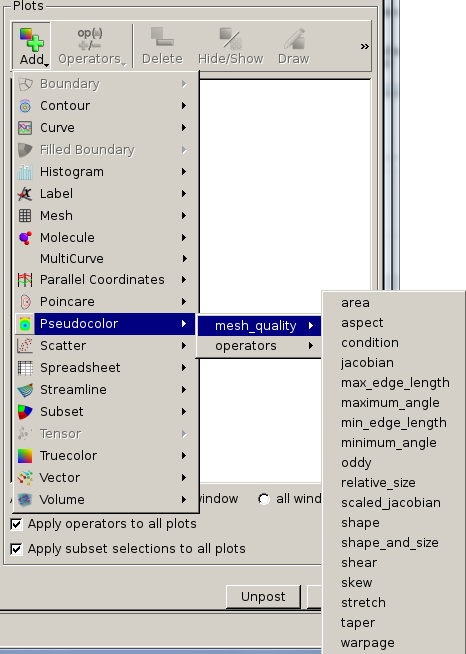 Plots
Add
op() +/- =
Operators
Delete
Hide/Show
Draw
»
Boundary
Contour
Curve
Filled Boundary
Histogram
Label
Mesh
Molecule
MultiCurve
Parallel Coordinates
Poincare
Pseudocolor
Scatter
Spreadsheet
Streamline
Subset
Tensor
Truecolor
Vector
Volume
mesh_quality
operators
area
aspect
condition
jacobian
max_edge_length
maximum_angle
min_edge_length
minimum_angle
oddy
relative_size
scaled_jacobian
shape
shape_and_size
shear
skew
stretch
taper
warpage
window
all wind
Apply operators to all plots
Apply subset selections to all plots
Unpost